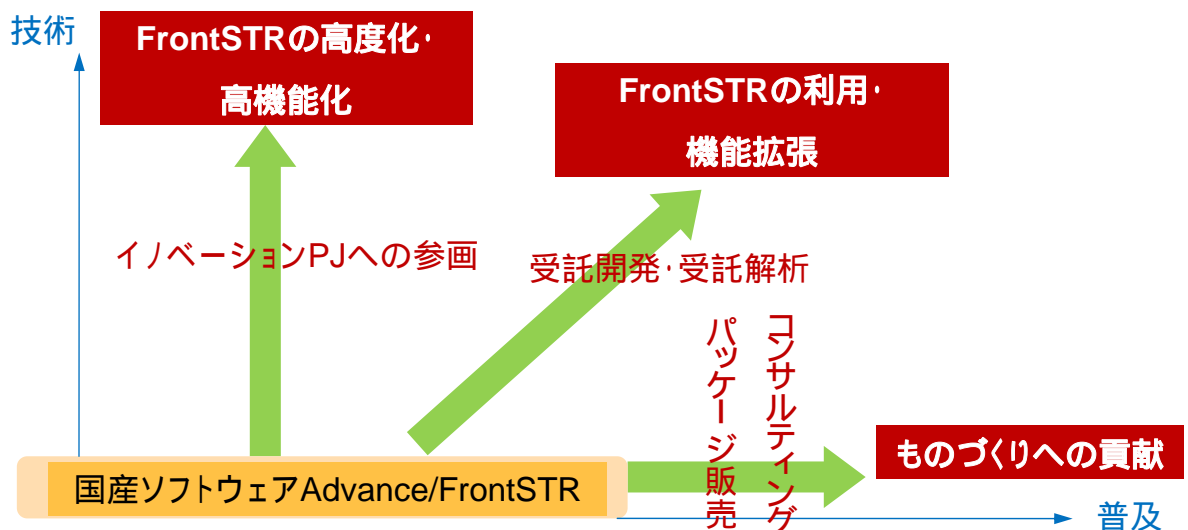 技術
FrontSTRの高度化・
高機能化
FrontSTRの利用・
機能拡張
イノベーションPJへの参画
受託開発・受託解析
コンサルティング
パッケージ販売
ものづくりへの貢献
国産ソフトウェアAdvance/FrontSTR
普及